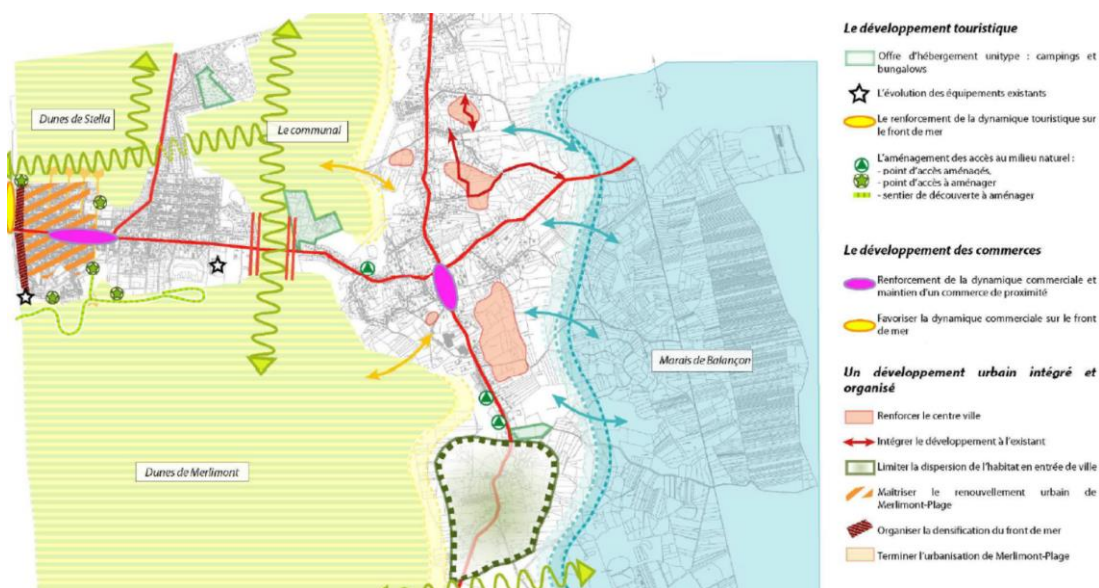 Dunes de Stella
Le communal
Marais de Balançon
Dunes de Merlimont
Le développement touristique
Offre d'hébergement unitype : campings et
bungalows
L'évolution des équipements existants
Le renforcement de la dynamique touristique sur
le front de mer
L'aménagement des accès au milieu naturel :
- point d'accès aménagés,
- point d'accès à aménager
- sentier de découverte à aménager
Le développement des commerces
Renforcement de la dynamique commerciale et
maintien d'un commerce de proximité
Favoriser la dynamique commerciale sur le front
de mer
Un développement urbain intégré et
organisé
Renforcer le centre ville
Intégrer le développement à l'existant
Limiter la dispersion de l'habitat en entrée de ville
Maîtriser le renouvellement urbain de
Merlimont-Plage
Organiser la densification du front de mer
Terminer l'urbanisation de Merlimont-Plage